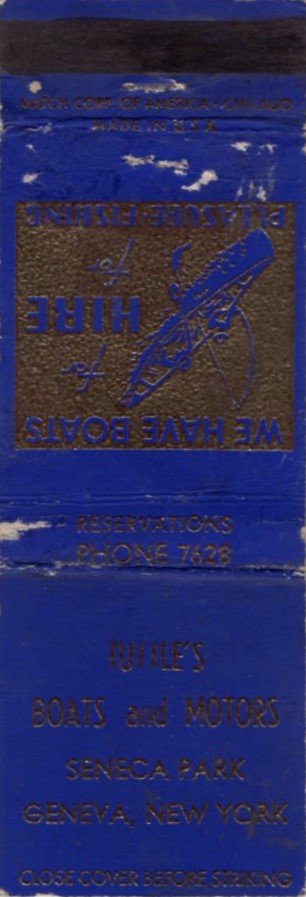 MATCH CORP. OF AMERICA - CHICAGO
MADE IN U.S.A.
WE HAVE BOATS
for
HIRE
for
PLEASURE-FISHING
RESERVATIONS
PHONE 7628
TUTTLE'S
BOATS and MOTORS
SENECA PARK
GENEVA, NEW YORK
CLOSE COVER BEFORE STRIKING